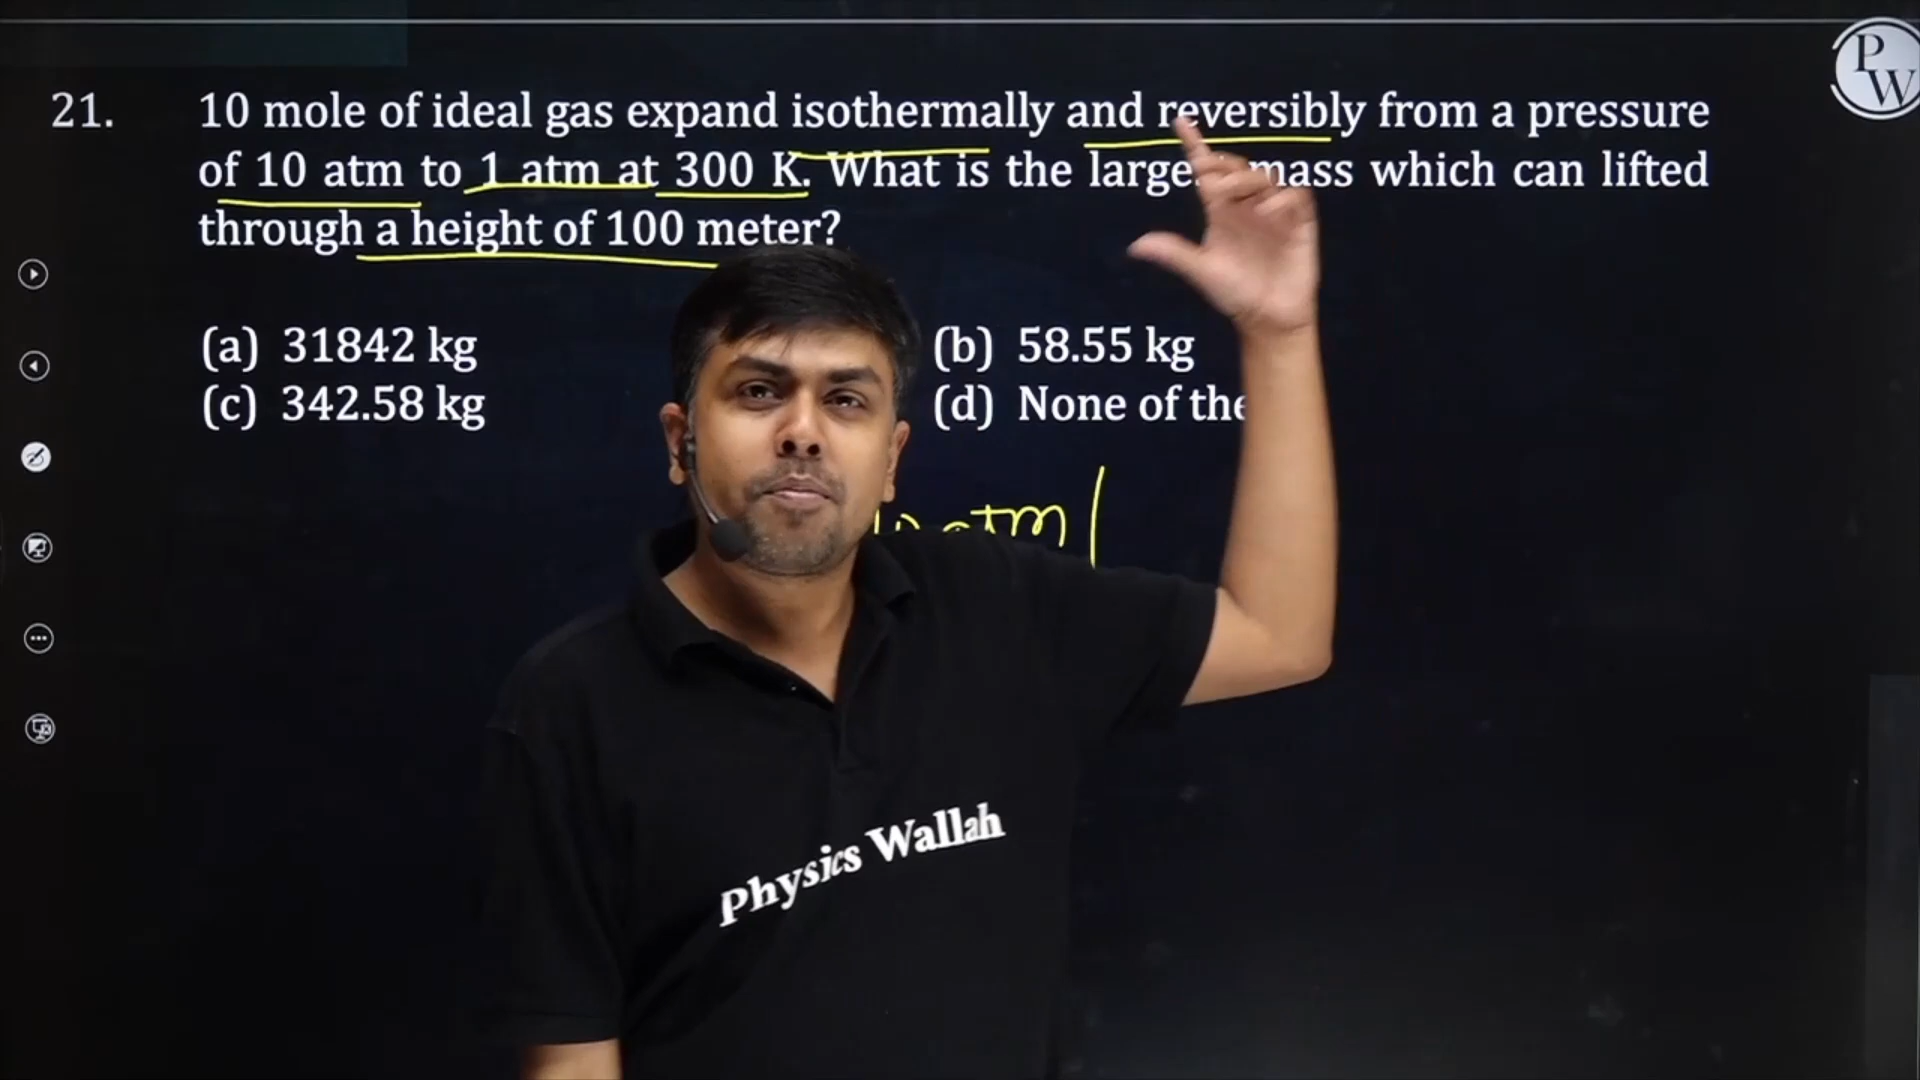 21. 10 mole of ideal gas expand isothermally and reversibly from a pressure
of 10 atm to 1 atm at 300 K. What is the mass which can lifted
through a height of 100 meter?
(a) 31842 kg (b) 58.55 kg
(c) 342.58 kg (d) None of the
atm
Physics Wallah
P
W